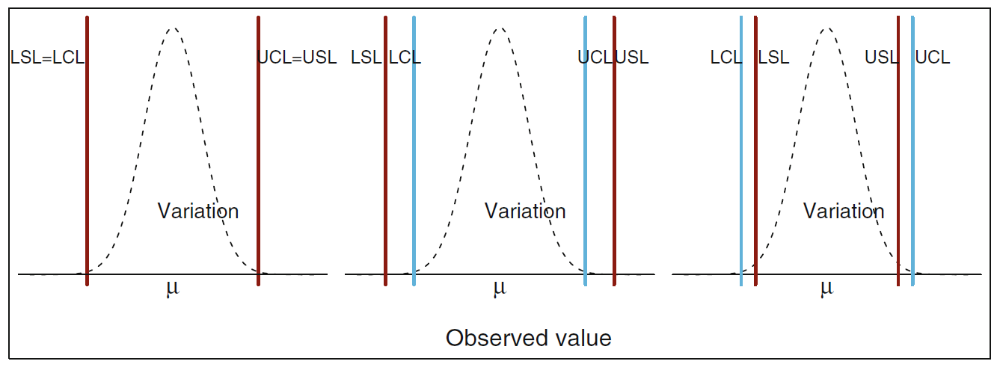 LSL=LCL UCL=USL LSL LCL UCL USL LCL LSL USL UCL
Variation Variation Variation
μ μ μ
Observed value